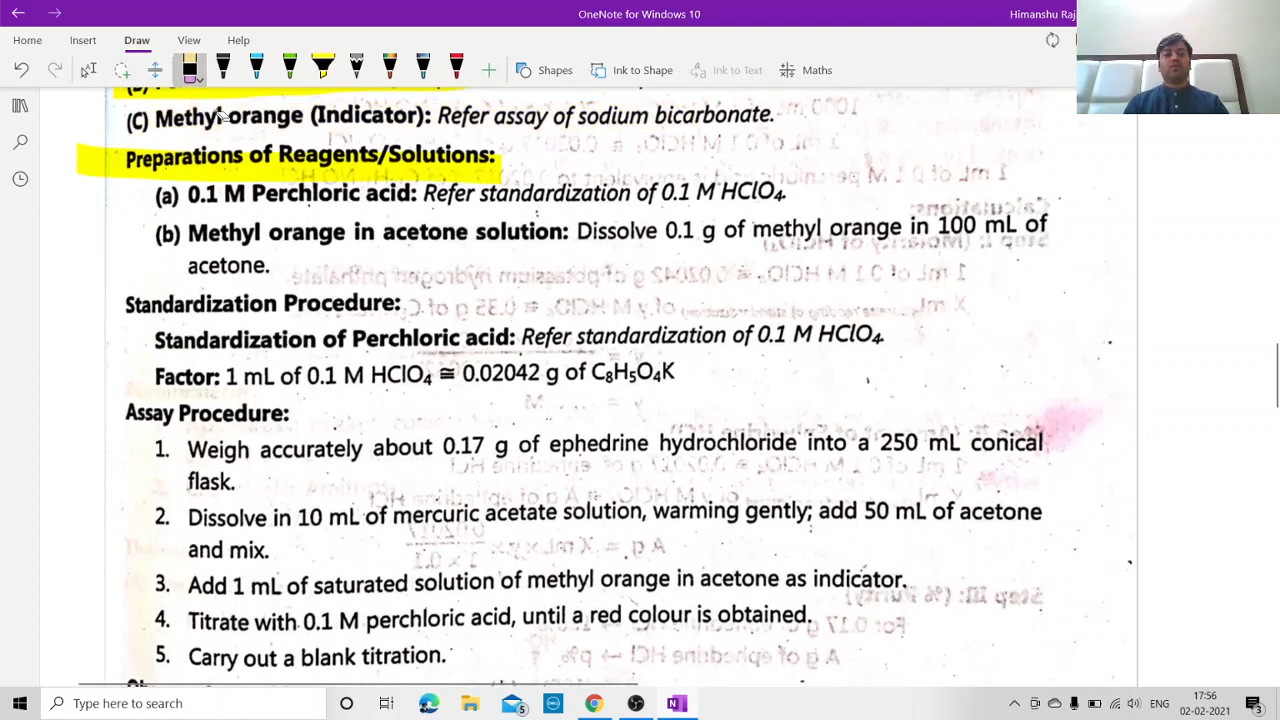 OneNote for Windows 10
Himanshu Raj
Home Insert Draw View Help
Shapes Ink to Shape Ink to Text Maths
(C) Methyl orange (Indicator): Refer assay of sodium bicarbonate.
Preparations of Reagents/Solutions:
(a) 0.1 M Perchloric acid: Refer standardization of 0.1 M HClO₄.
(b) Methyl orange in acetone solution: Dissolve 0.1 g of methyl orange in 100 mL of
acetone.
Standardization Procedure:
Standardization of Perchloric acid: Refer standardization of 0.1 M HClO₄.
Factor: 1 mL of 0.1 M HClO₄ ≅ 0.02042 g of C₈H₅O₄K
Assay Procedure:
1. Weigh accurately about 0.17 g of ephedrine hydrochloride into a 250 mL conical
flask.
2. Dissolve in 10 mL of mercuric acetate solution, warming gently; add 50 mL of acetone
and mix.
3. Add 1 mL of saturated solution of methyl orange in acetone as indicator.
4. Titrate with 0.1 M perchloric acid, until a red colour is obtained.
5. Carry out a blank titration.
Type here to search
5
DELL
N
ENG
17:56
02-02-2021
3